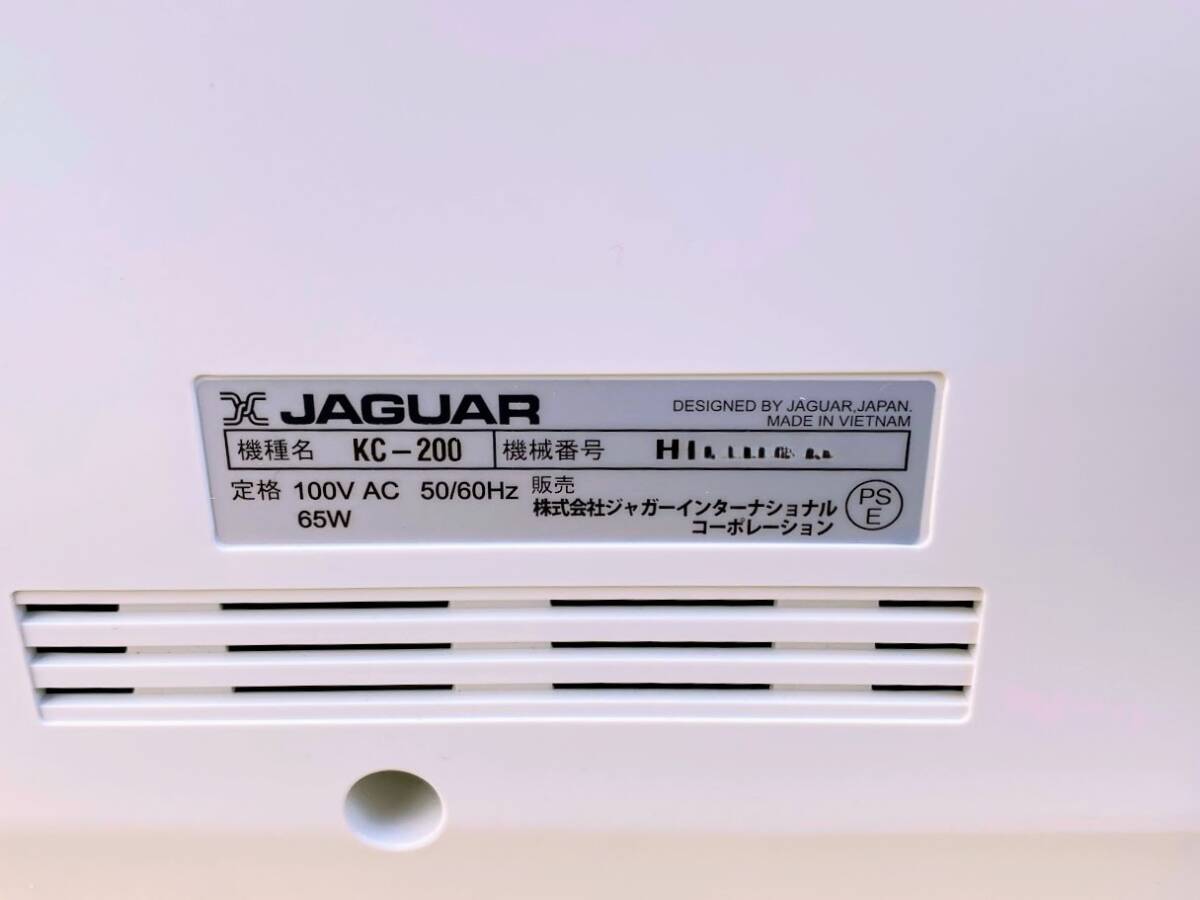 JAGUAR
DESIGNED BY JAGUAR,JAPAN.
MADE IN VIETNAM
機種名 KC-200 機械番号
定格 100V AC 50/60Hz
65W
販売
株式会社ジャガーインターナショナル
コーポレーション
PS
E